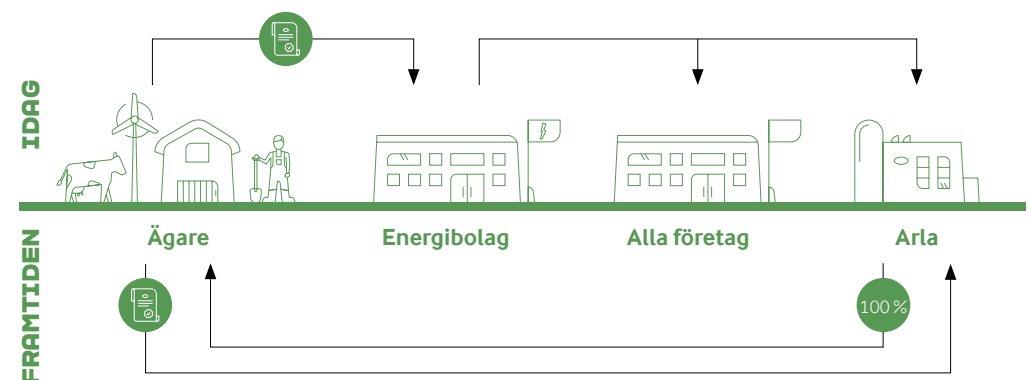 IDAG
Ägare
Energibolag
Alla företag
Arla
FRAMTIDEN
100 %